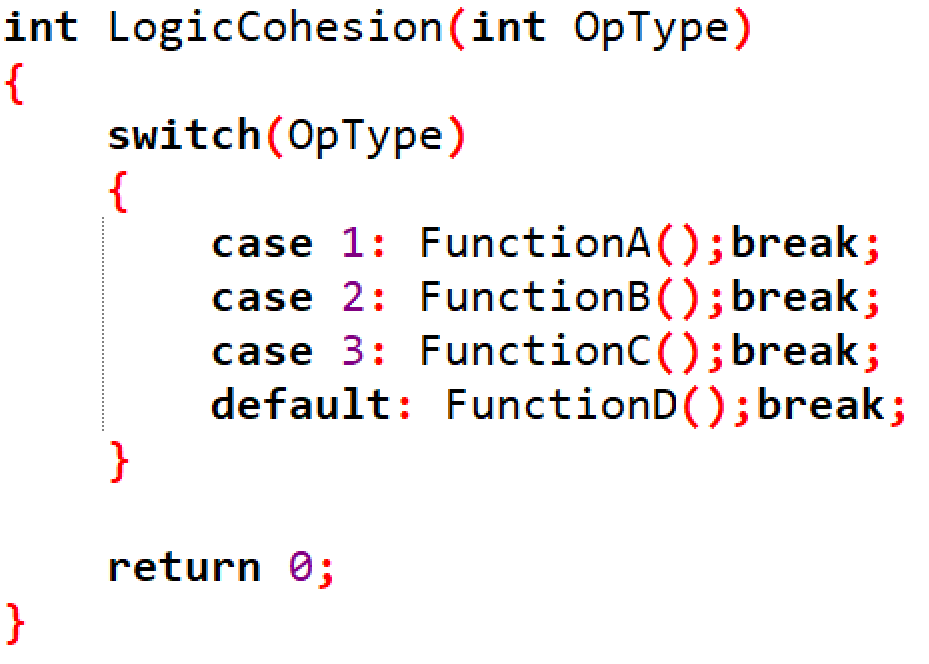 int LogicCohesion(int OpType)
{
    switch(OpType)
    {
        case 1: FunctionA();break;
        case 2: FunctionB();break;
        case 3: FunctionC();break;
        default: FunctionD();break;
    }

    return 0;
}